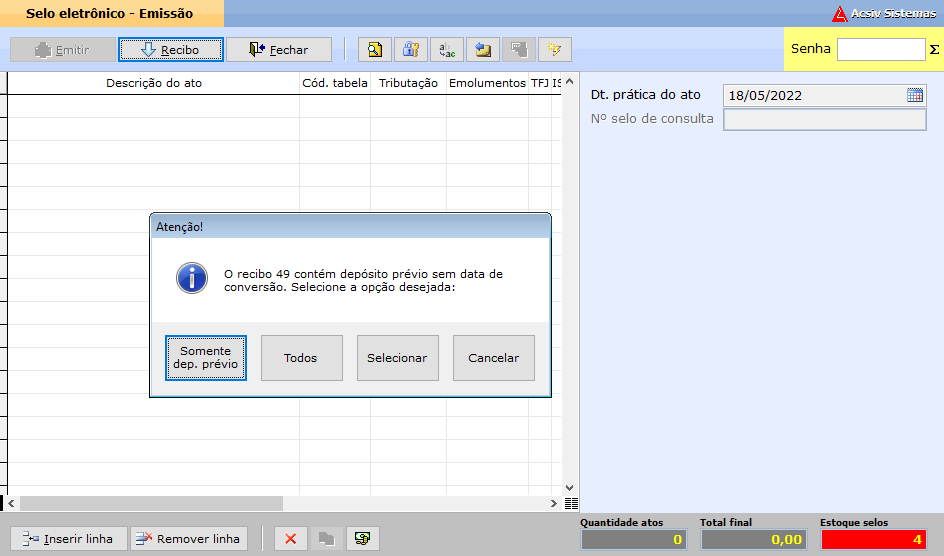 Selo eletrônico - Emissão
Acsiv Sistemas
Emitir
Recibo
Fechar
Senha
Σ
Descrição do ato
Cód. tabela
Tributação
Emolumentos
TFJ
IS
Dt. prática do ato
18/05/2022
Nº selo de consulta
Atenção!
O recibo 49 contém depósito prévio sem data de
conversão. Selecione a opção desejada:
Somente
dep. prévio
Todos
Selecionar
Cancelar
Inserir linha
Remover linha
Quantidade atos
0
Total final
0,00
Estoque selos
4